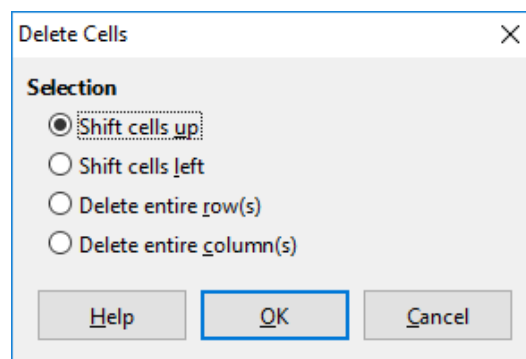 Delete Cells
Selection
Shift cells up
Shift cells left
Delete entire row(s)
Delete entire column(s)
Help OK Cancel